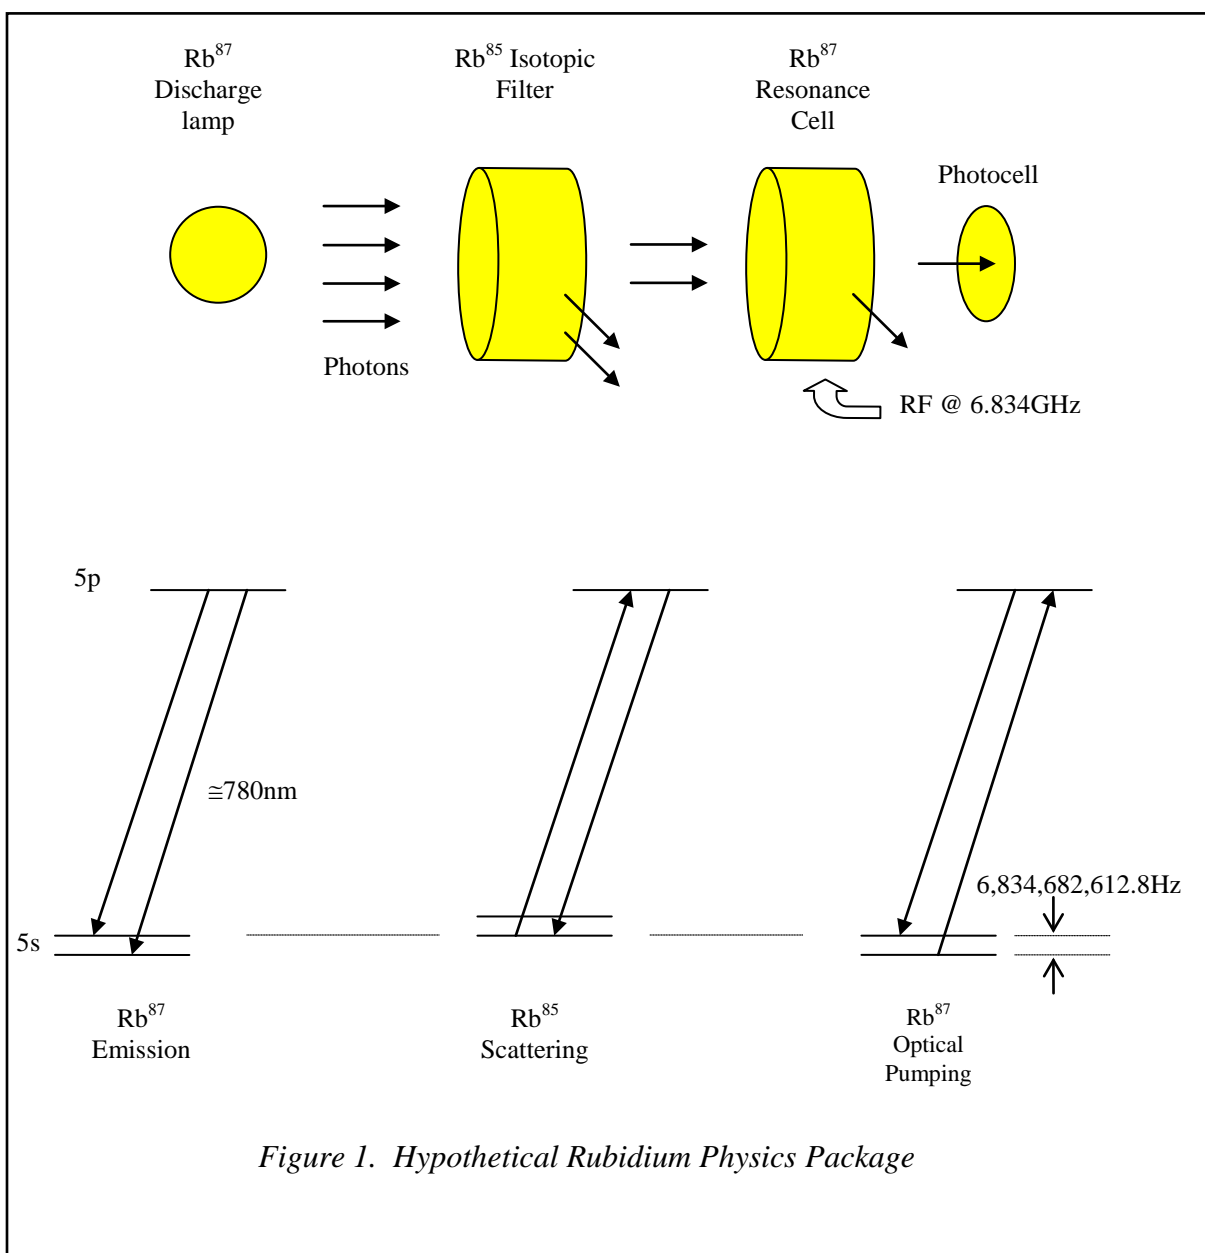 Rb⁸⁷
Discharge
lamp
Rb⁸⁵ Isotopic
Filter
Rb⁸⁷
Resonance
Cell
Photocell
Photons
RF @ 6.834GHz
5p
≅780nm
6,834,682,612.8Hz
5s
Rb⁸⁷
Emission
Rb⁸⁵
Scattering
Rb⁸⁷
Optical
Pumping
Figure 1. Hypothetical Rubidium Physics Package